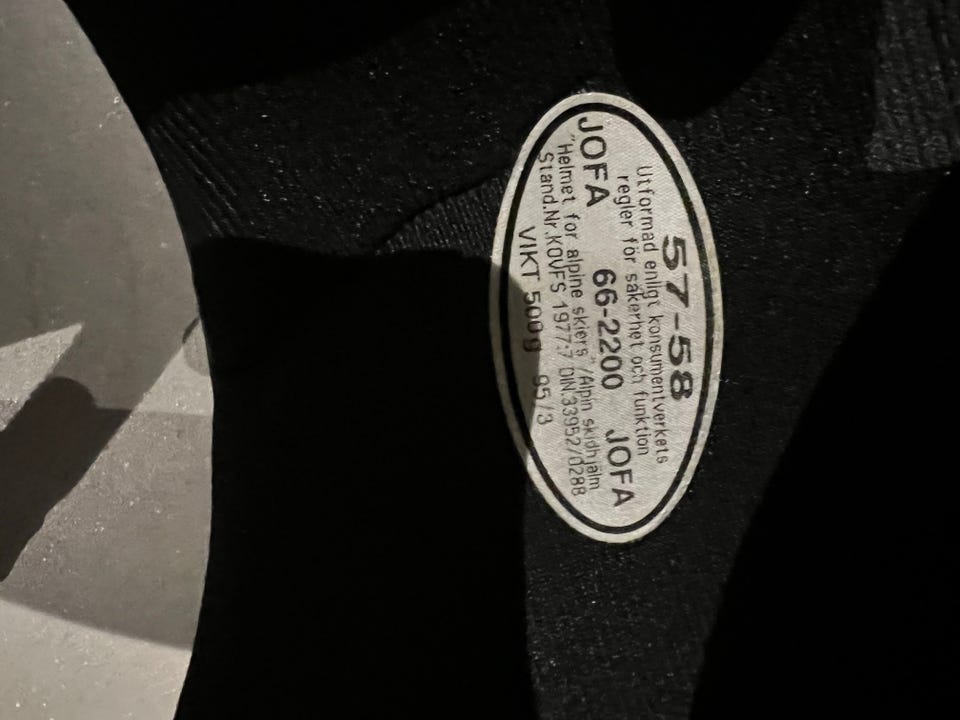 57-58
Utformad enligt konsumentverkets
regler för säkerhet och funktion
JOFA 66-2200 JOFA
"Helmet for alpine skiers"/Alpin skidhjälm
Stand.Nr.KOVFS 1977:7 DIN.33952/0288
VIKT 500g 95/3